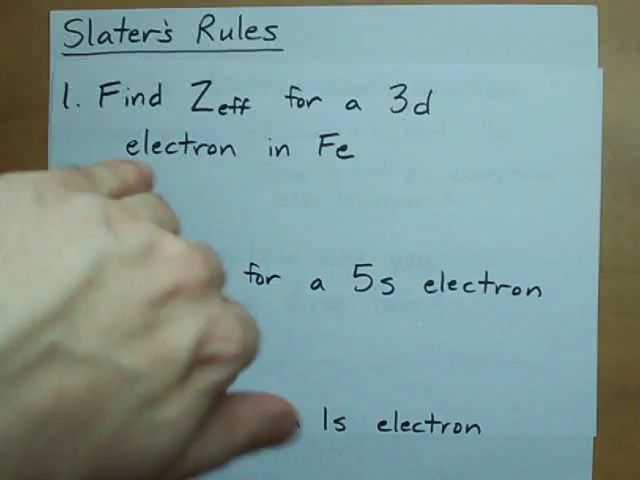 Slater's Rules
1. Find Zeff for a 3d
electron in Fe
for a 5s electron
1s electron